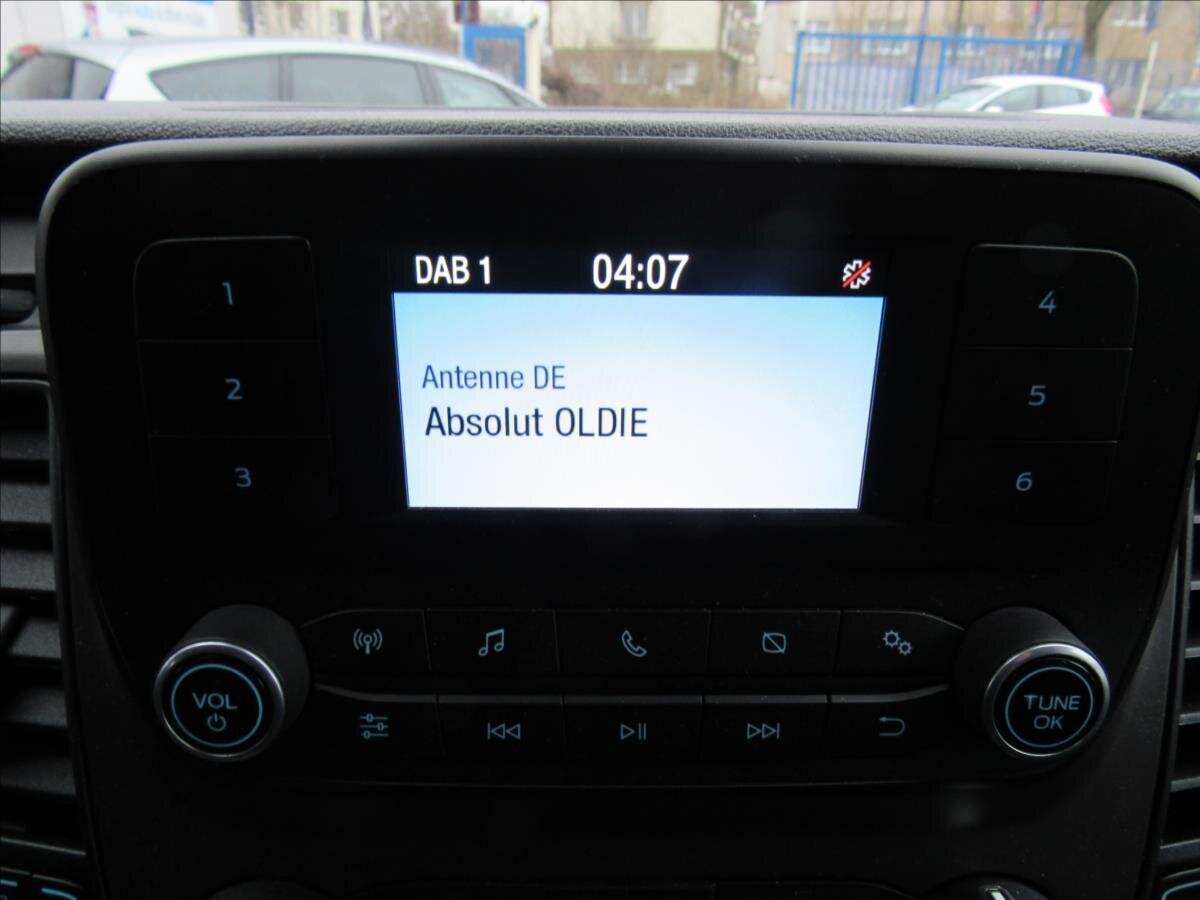 DAB 1 04:07
Antenne DE
Absolut OLDIE
1
2
3
4
5
6
VOL
TUNE
OK